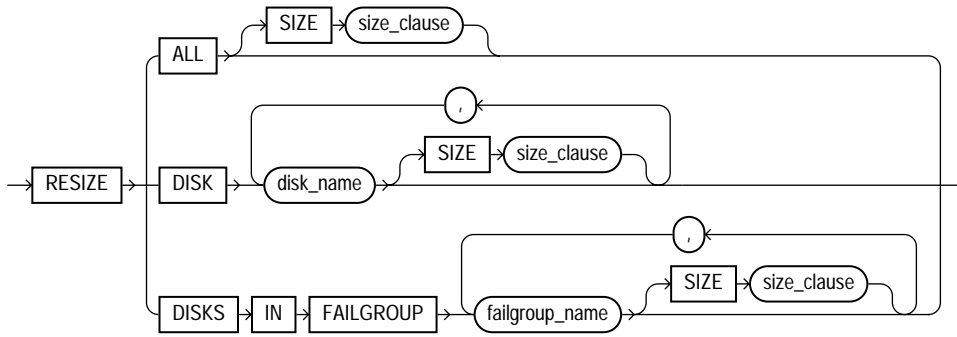 SIZE size_clause
ALL
,
SIZE size_clause
RESIZE DISK disk_name
,
SIZE size_clause
DISKS IN FAILGROUP failgroup_name